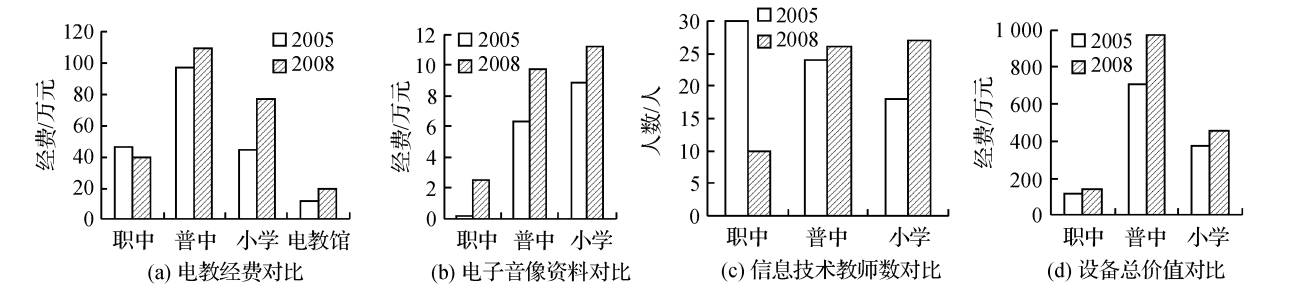 120
100
80
60
40
20
0
经费/万元
2005
2008
职中 普中 小学 电教馆
(a) 电教经费对比
12
10
8
6
4
2
0
经费/万元
2005
2008
职中 普中 小学
(b) 电子音像资料对比
30
25
20
15
10
5
0
人数/人
2005
2008
职中 普中 小学
(c) 信息技术教师数对比
1 000
800
600
400
200
0
经费/万元
2005
2008
职中 普中 小学
(d) 设备总价值对比